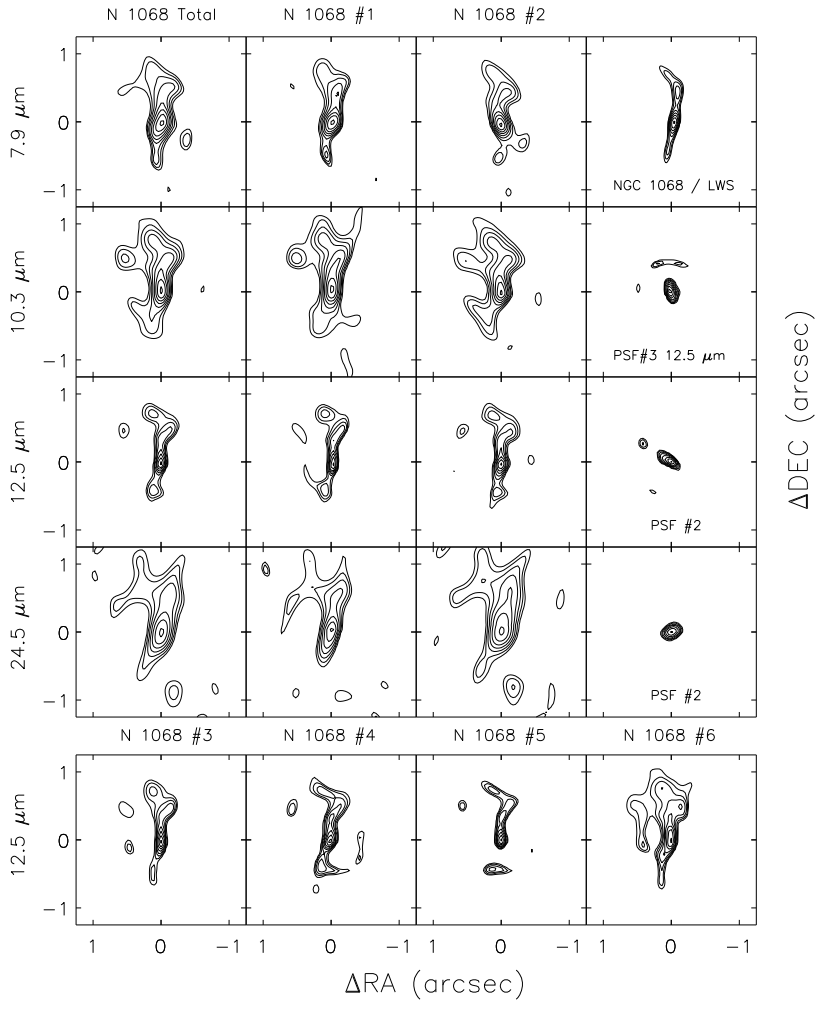 N 1068 Total N 1068 #1 N 1068 #2
7.9 μm
1
0
−1
NGC 1068 / LWS
10.3 μm
1
0
−1
PSF#3 12.5 μm
12.5 μm
1
0
−1
PSF #2
24.5 μm
1
0
−1
PSF #2
ΔDEC (arcsec)
N 1068 #3 N 1068 #4 N 1068 #5 N 1068 #6
12.5 μm
1
0
−1
1 0 −1 1 0 −1 1 0 −1 1 0 −1
ΔRA (arcsec)